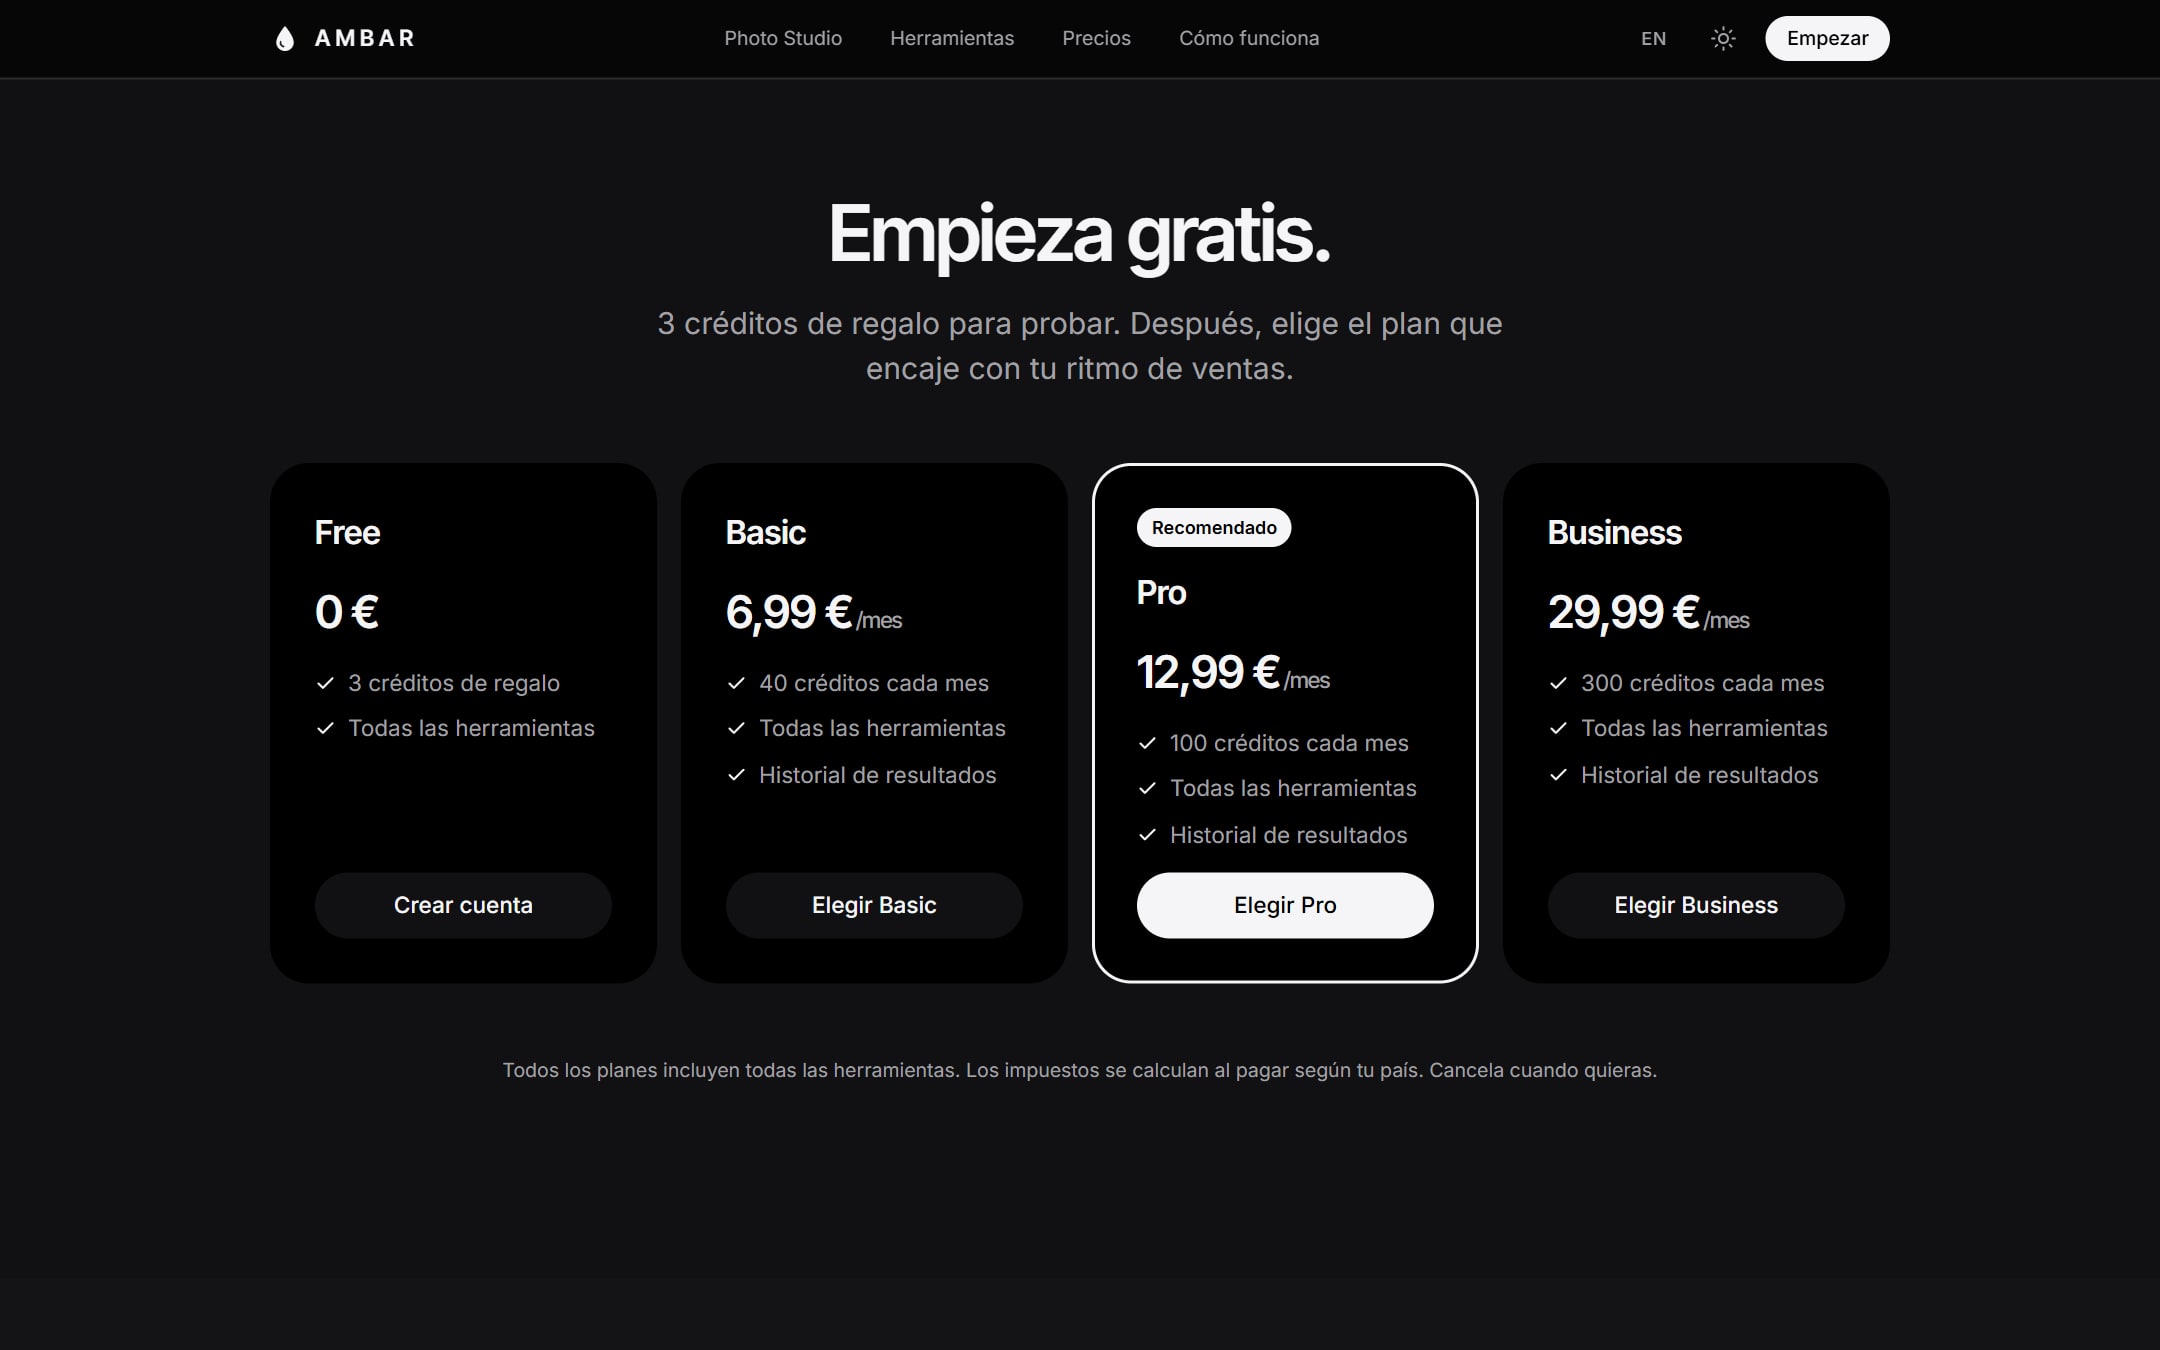 AMBAR
Photo Studio
Herramientas
Precios
Cómo funciona
EN
Empezar
Empieza gratis.
3 créditos de regalo para probar. Después, elige el plan que
encaje con tu ritmo de ventas.
Free
0 €
3 créditos de regalo
Todas las herramientas
Crear cuenta
Basic
6,99 €/mes
40 créditos cada mes
Todas las herramientas
Historial de resultados
Elegir Basic
Recomendado
Pro
12,99 €/mes
100 créditos cada mes
Todas las herramientas
Historial de resultados
Elegir Pro
Business
29,99 €/mes
300 créditos cada mes
Todas las herramientas
Historial de resultados
Elegir Business
Todos los planes incluyen todas las herramientas. Los impuestos se calculan al pagar según tu país. Cancela cuando quieras.